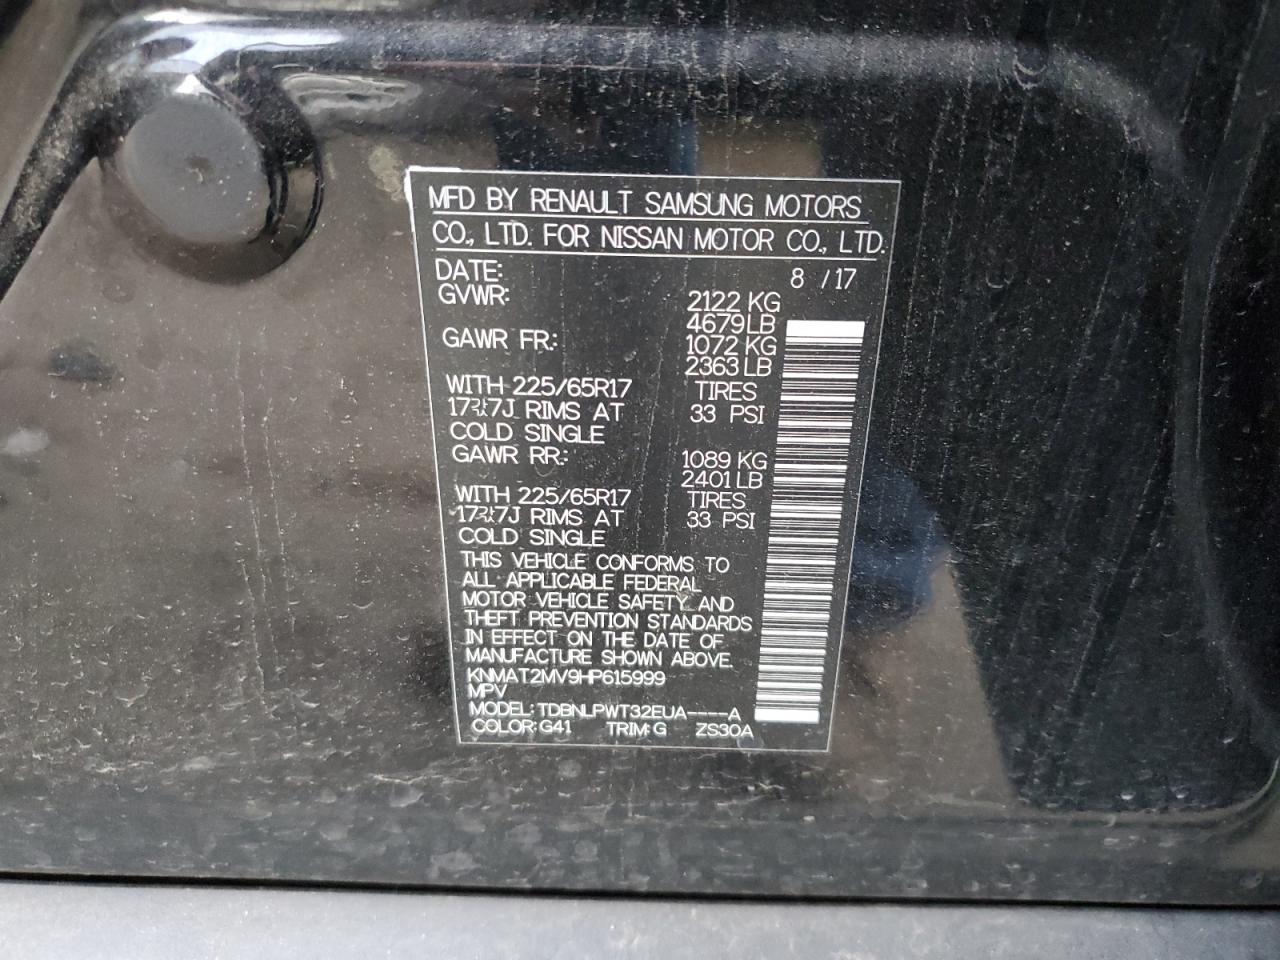 MFD BY RENAULT SAMSUNG MOTORS
CO., LTD. FOR NISSAN MOTOR CO., LTD.
DATE: 8 /17
GVWR: 2122 KG
4679 LB
GAWR FR.: 1072 KG
2363 LB
WITH 225/65R17 TIRES
17x7J RIMS AT 33 PSI
COLD SINGLE
GAWR RR.: 1089 KG
2401 LB
WITH 225/65R17 TIRES
17x7J RIMS AT 33 PSI
COLD SINGLE
THIS VEHICLE CONFORMS TO
ALL APPLICABLE FEDERAL
MOTOR VEHICLE SAFETY AND
THEFT PREVENTION STANDARDS
IN EFFECT ON THE DATE OF
MANUFACTURE SHOWN ABOVE.
KNMAT2MV9HP615999
MPV
MODEL: TDBNLPWT32EUA----A
COLOR: G41 TRIM: G ZS30A